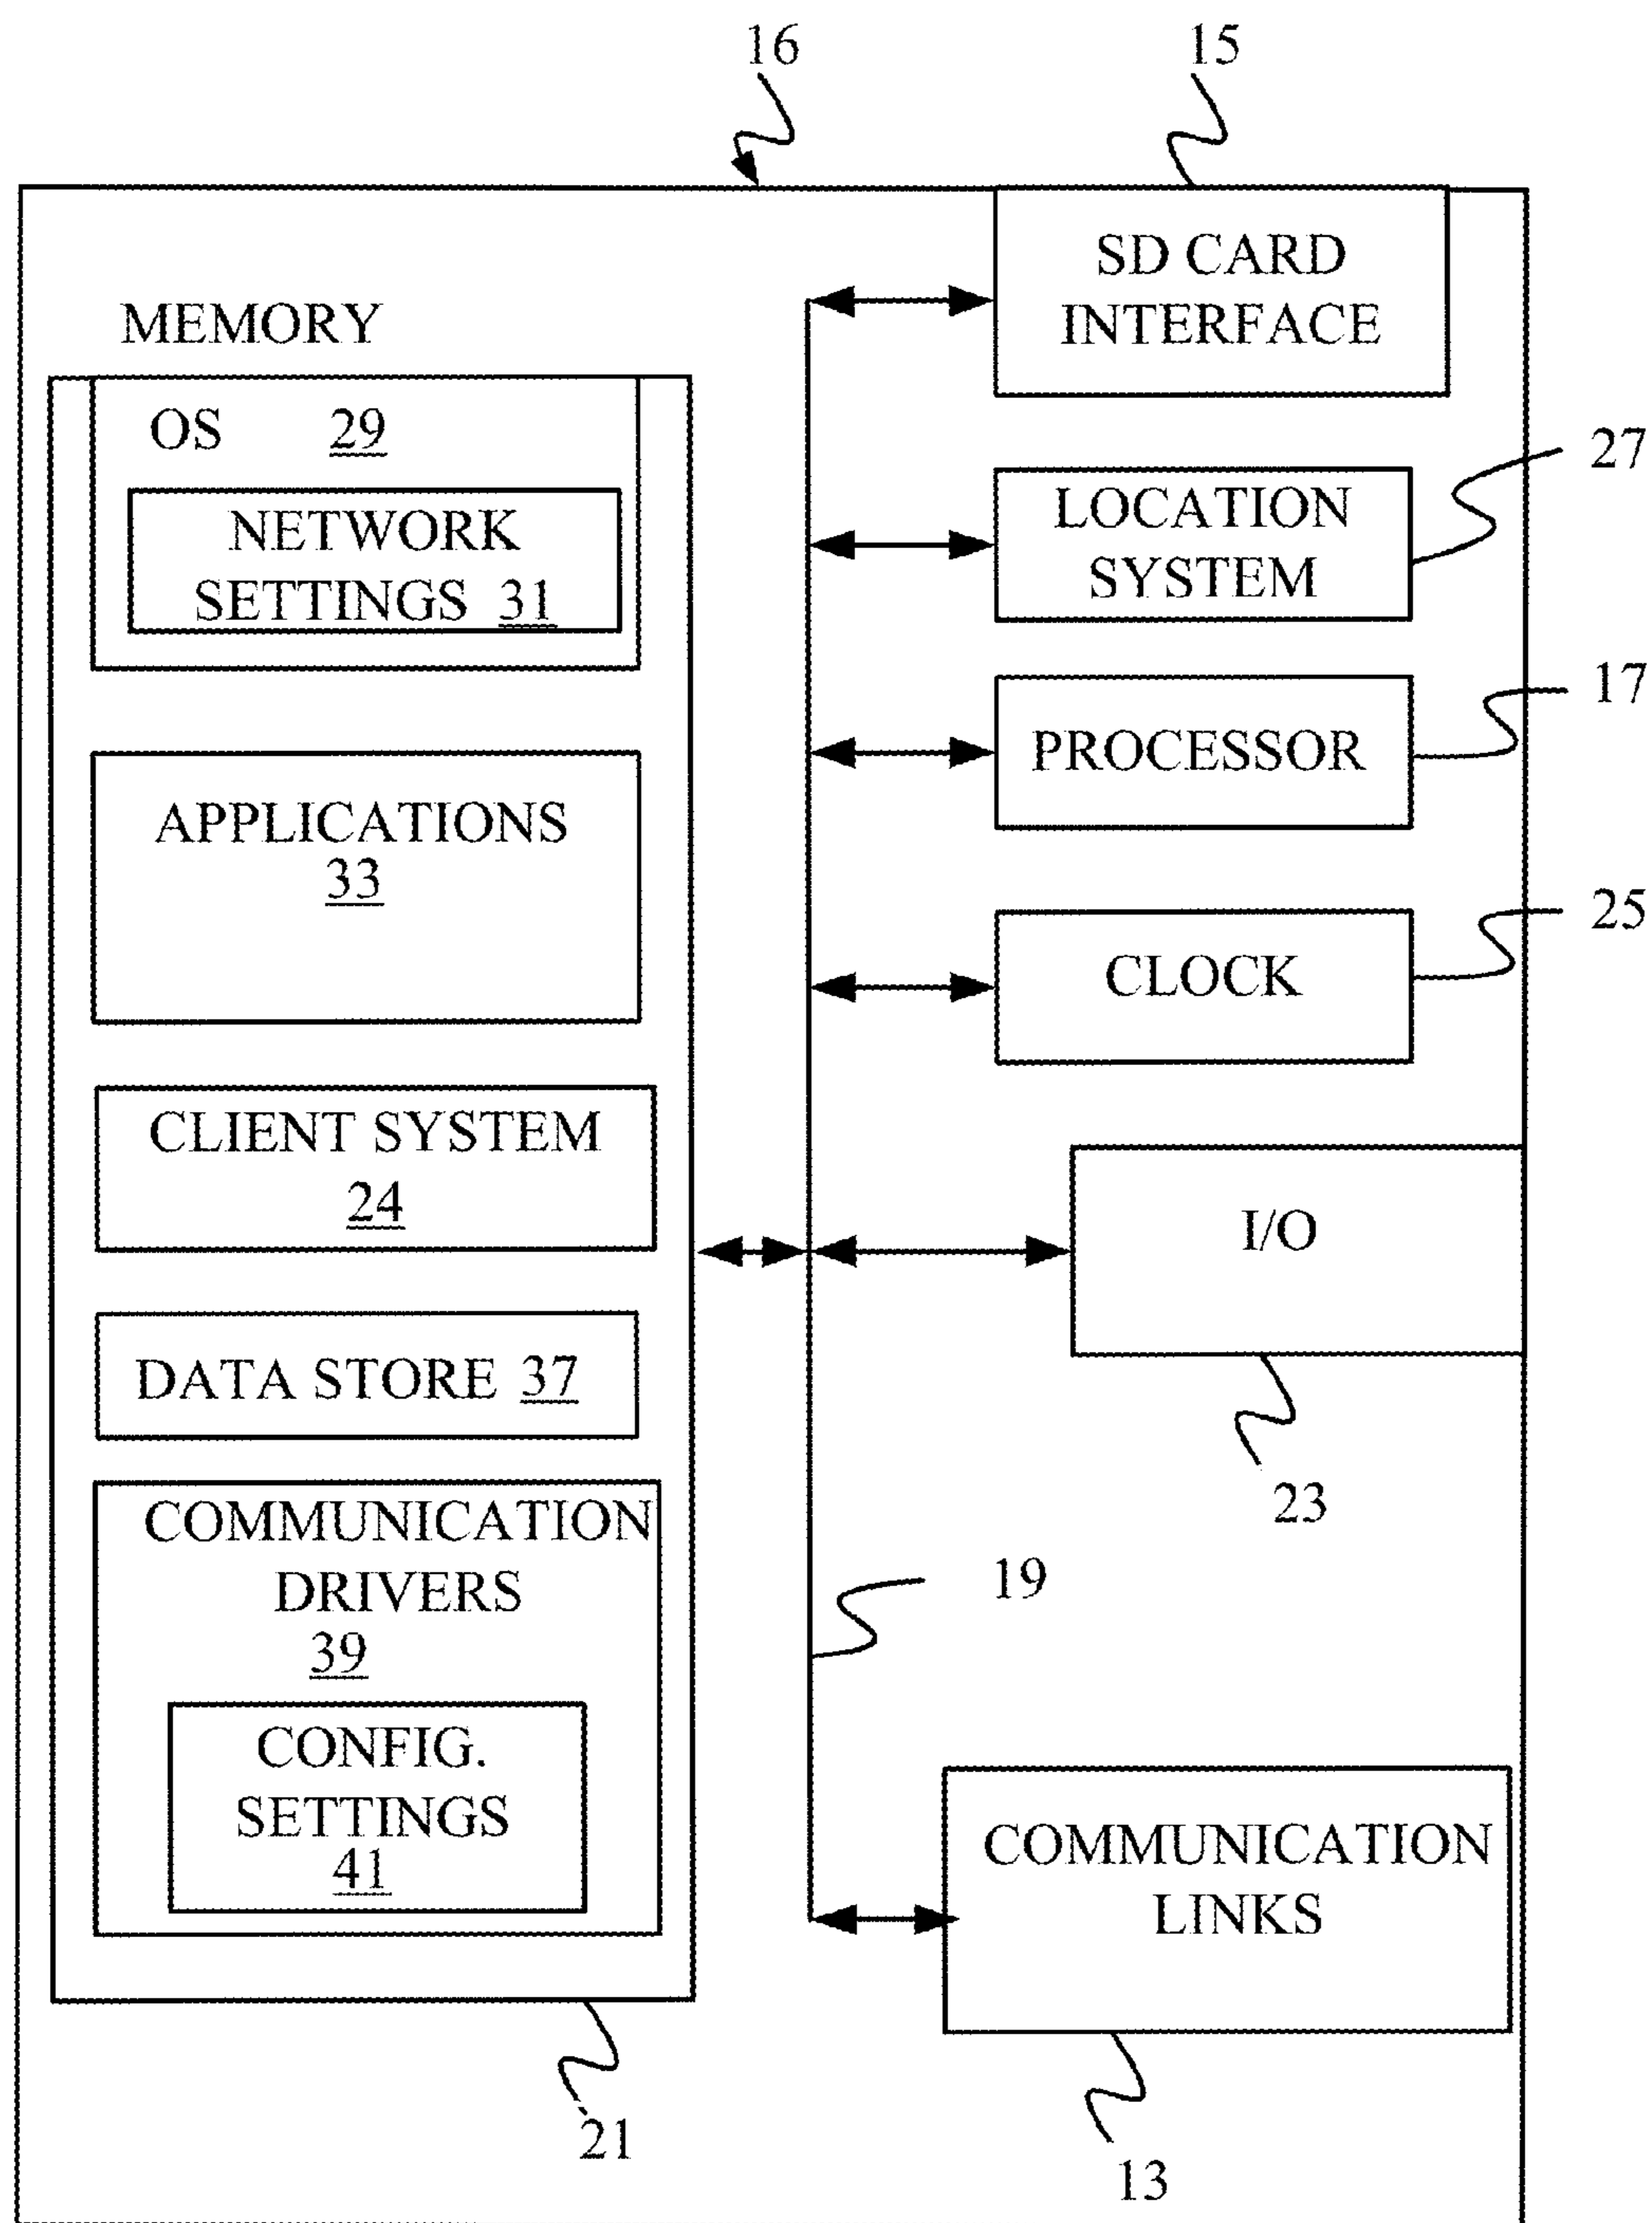 16
15
SD CARD
INTERFACE
MEMORY
OS 29
NETWORK
SETTINGS 31
27
LOCATION
SYSTEM
17
PROCESSOR
APPLICATIONS
33
25
CLOCK
CLIENT SYSTEM
24
I/O
DATA STORE 37
23
COMMUNICATION
DRIVERS
39
19
CONFIG.
SETTINGS
41
COMMUNICATION
LINKS
21
13